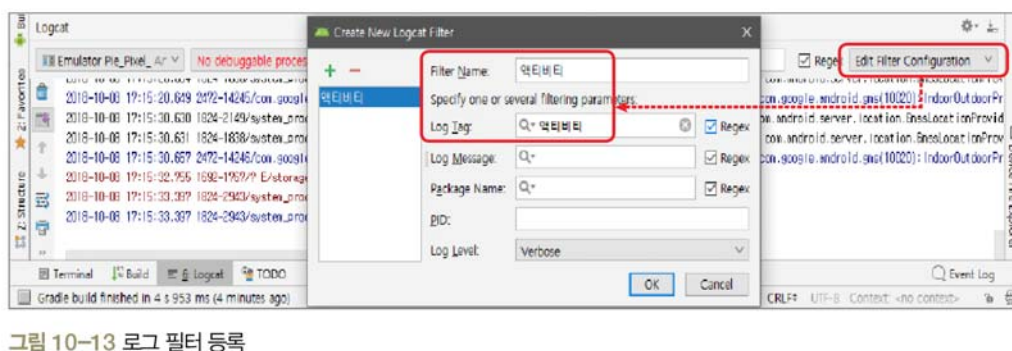 Logcat
Emulator Pie_Pixel_ Ar No debuggable proces Regex Edit Filter Configuration
2018-10-08 17:15:20.649 2472-14245/com.googl
2018-10-08 17:15:30.630 1824-2149/system_pro
2018-10-08 17:15:30.631 1824-1838/system_pro
2018-10-08 17:15:30.657 2472-14246/com.googl
2018-10-08 17:15:32.755 1692-1767/? E/storage
2018-10-08 17:15:33.397 1824-2943/system_pro
2018-10-08 17:15:33.397 1824-2943/system_pro
com.google.android.gms(10020): IndoorOutdoorPr
com.android.server.location.GnssLocationProvid
com.android.server.location.GnssLocationProv
com.google.android.gms(10020): IndoorOutdoorPr
2: Favorites
Z: Structure
Create New Logcat Filter X
액티비티
Filter Name: 액티비티
Specify one or several filtering parameters:
Log Tag: 액티비티 Regex
Log Message: Regex
Package Name: Regex
PID:
Log Level: Verbose
OK Cancel
Terminal Build 6: Logcat TODO Event Log
Gradle build finished in 4 s 953 ms (4 minutes ago) CRLF UTF-8 Context: <no context>
그림 10-13 로그 필터 등록